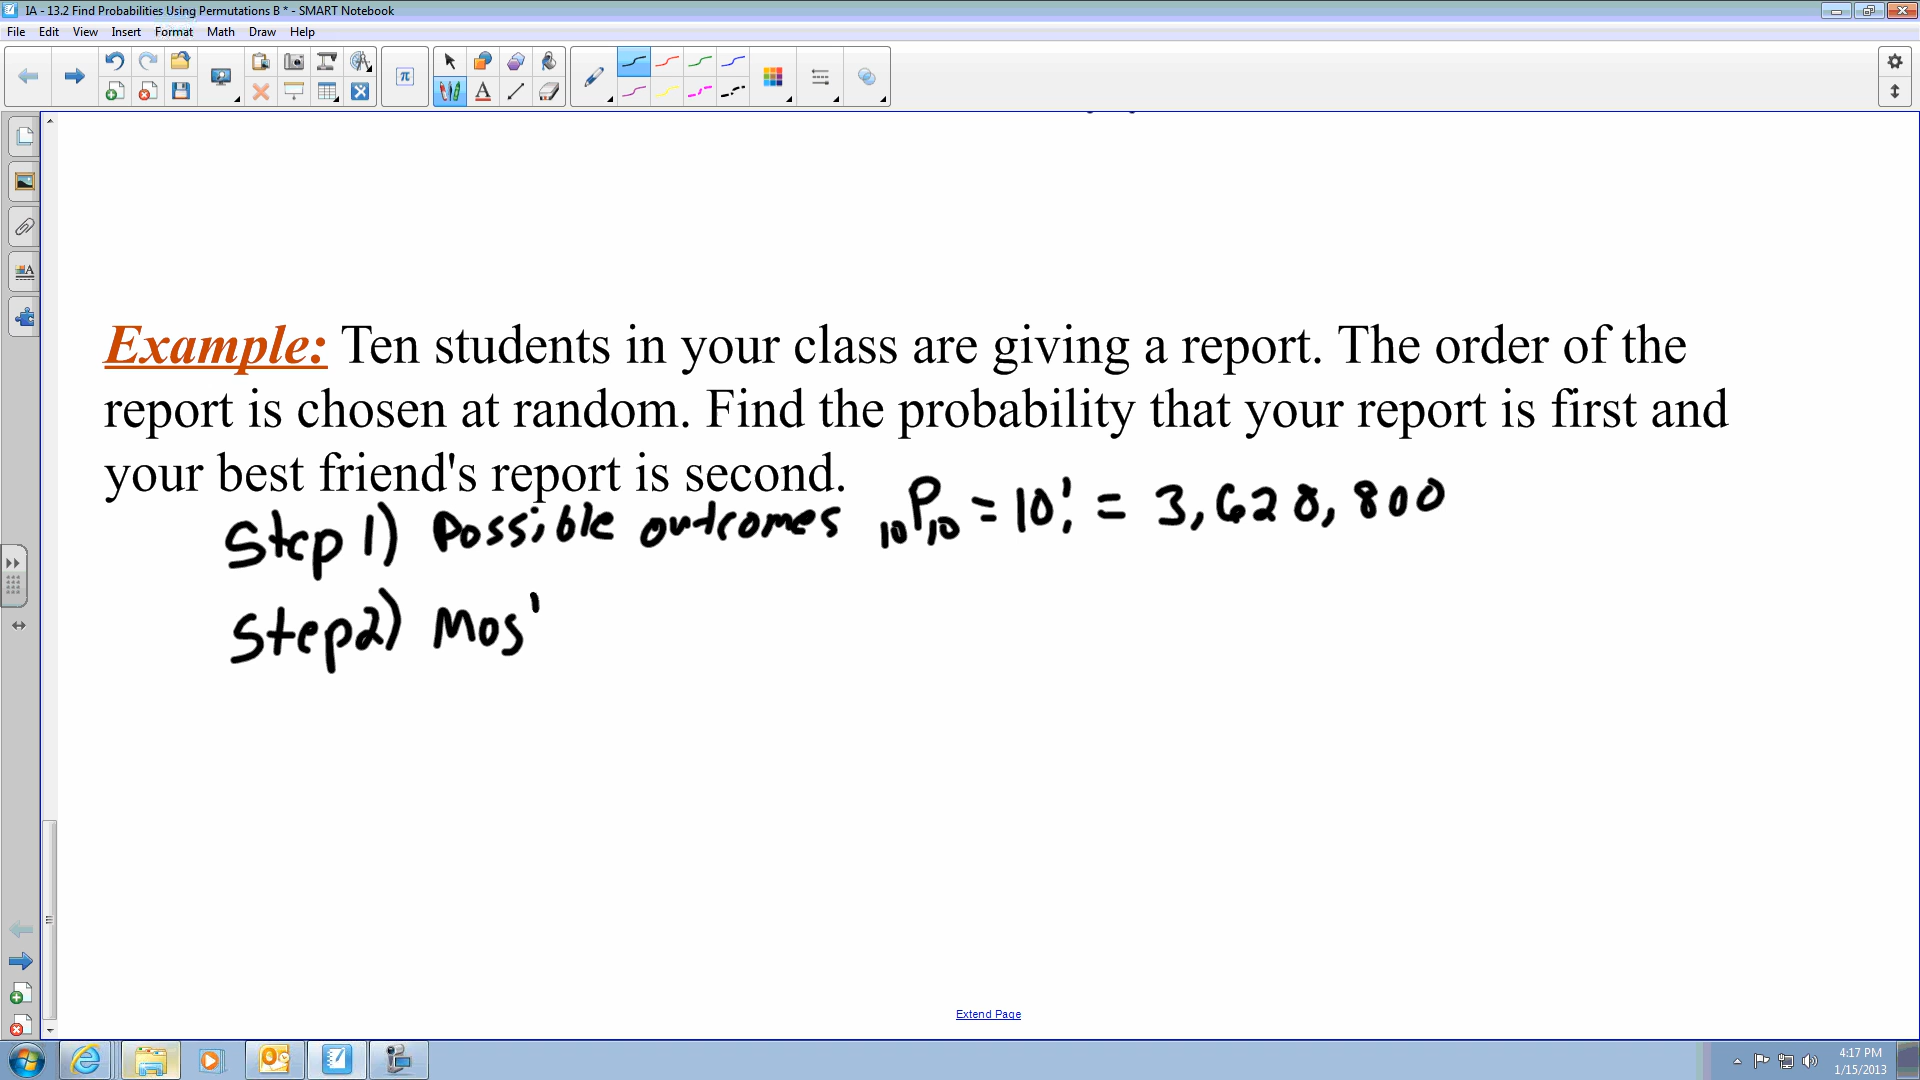 IA - 13.2 Find Probabilities Using Permutations B * - SMART Notebook
File Edit View Insert Format Math Draw Help
Example: Ten students in your class are giving a report. The order of the
report is chosen at random. Find the probability that your report is first and
your best friend's report is second.
Step 1) Possible outcomes 10P10 = 10! = 3,628,800
Step2) Mos'
Extend Page
4:17 PM
1/15/2013